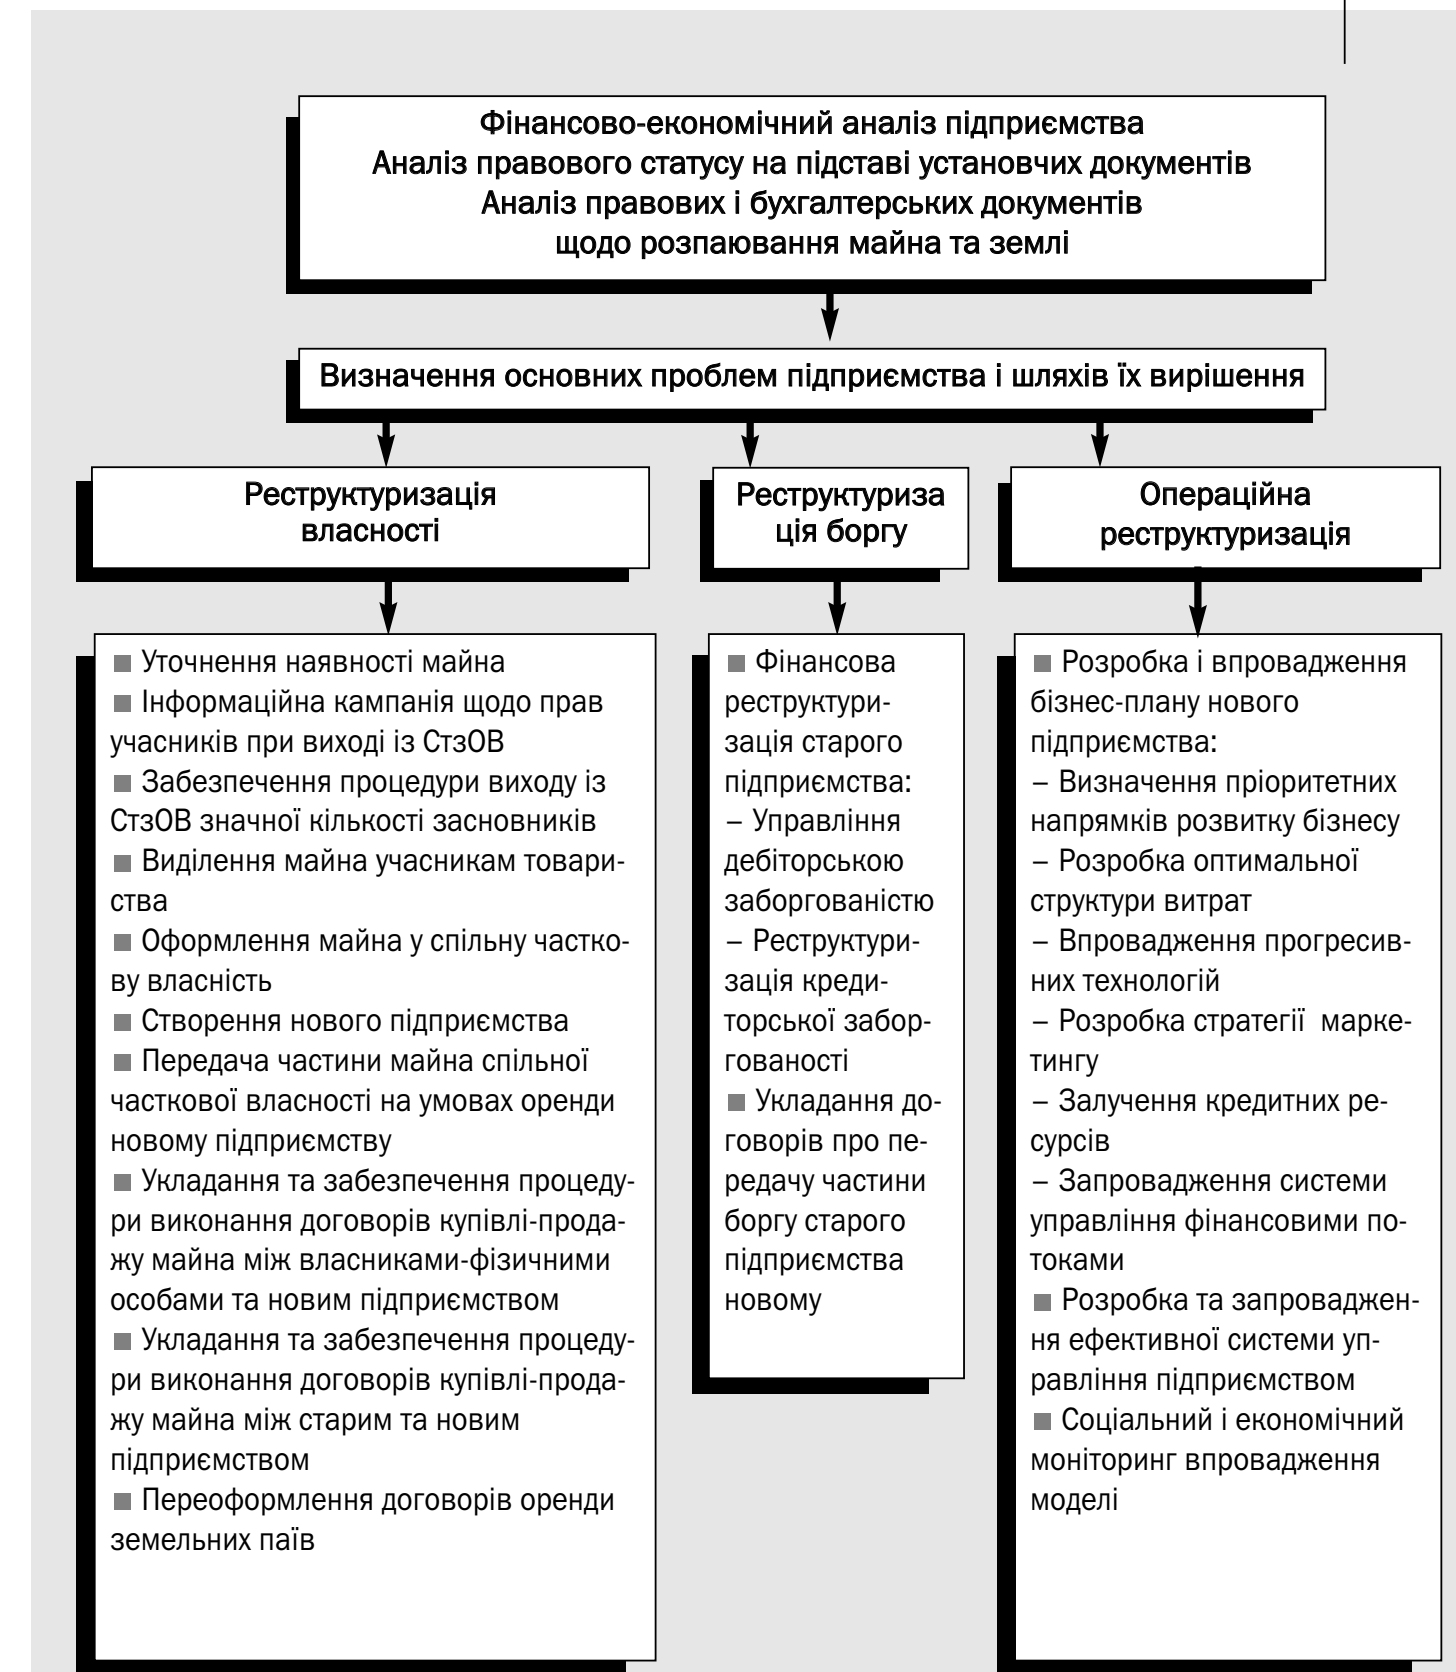 Фінансово-економічний аналіз підприємства
Аналіз правового статусу на підставі установчих документів
Аналіз правових і бухгалтерських документів
щодо розпаювання майна та землі
Визначення основних проблем підприємства і шляхів їх вирішення
Реструктуризація
власності
■ Уточнення наявності майна
■ Інформаційна кампанія щодо прав
учасників при виході із СтзОВ
■ Забезпечення процедури виходу із
СтзОВ значної кількості засновників
■ Виділення майна учасникам товари-
ства
■ Оформлення майна у спільну частко-
ву власність
■ Створення нового підприємства
■ Передача частини майна спільної
часткової власності на умовах оренди
новому підприємству
■ Укладання та забезпечення процеду-
ри виконання договорів купівлі-прода-
жу майна між власниками-фізичними
особами та новим підприємством
■ Укладання та забезпечення процеду-
ри виконання договорів купівлі-прода-
жу майна між старим та новим
підприємством
■ Переоформлення договорів оренди
земельних паїв
Реструктуриза
ція боргу
■ Фінансова
реструктури-
зація старого
підприємства:
– Управління
дебіторською
заборгованістю
– Реструктури-
зація креди-
торської забор-
гованості
■ Укладання до-
говорів про пе-
редачу частини
боргу старого
підприємства
новому
Операційна
реструктуризація
■ Розробка і впровадження
бізнес-плану нового
підприємства:
– Визначення пріоритетних
напрямків розвитку бізнесу
– Розробка оптимальної
структури витрат
– Впровадження прогресив-
них технологій
– Розробка стратегії маркe-
тингу
– Залучення кредитних ре-
сурсів
– Запровадження системи
управління фінансовими по-
токами
■ Розробка та запроваджен-
ня ефективної системи уп-
равління підприємством
■ Соціальний і економічний
моніторинг впровадження
моделі